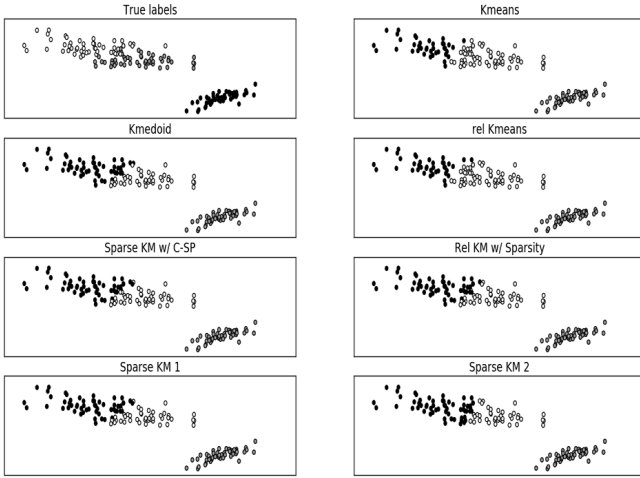 True labels
Kmeans
Kmedoid
rel Kmeans
Sparse KM w/ C-SP
Rel KM w/ Sparsity
Sparse KM 1
Sparse KM 2